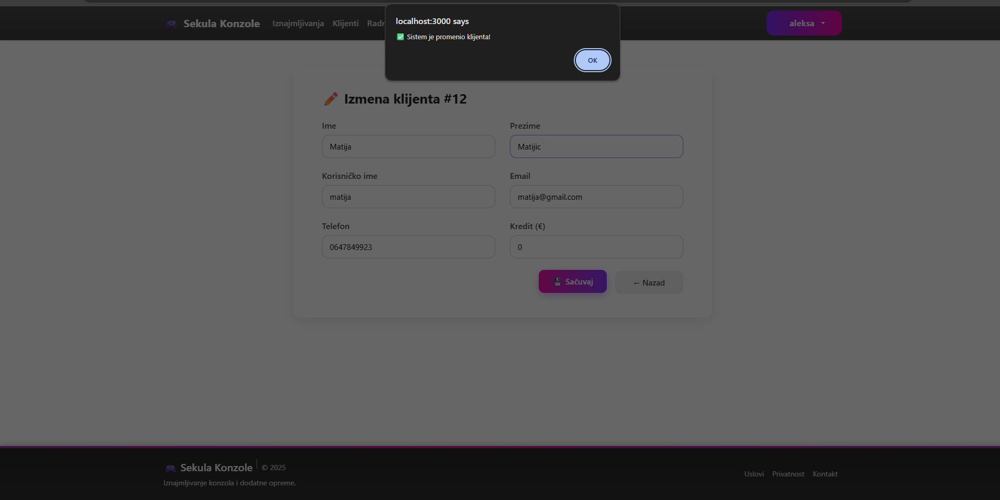 localhost:3000 says
✅ Sistem je promenio klijenta!
OK
Sekula Konzole Iznajmljivanja Klijenti Radn aleksa
Izmena klijenta #12
Ime Prezime
Matija Matijic
Korisničko ime Email
matija matija@gmail.com
Telefon Kredit (€)
0647849923 0
Sačuvaj ← Nazad
Sekula Konzole © 2025
Iznajmljivanje konzola i dodatne opreme.
Uslovi Privatnost Kontakt